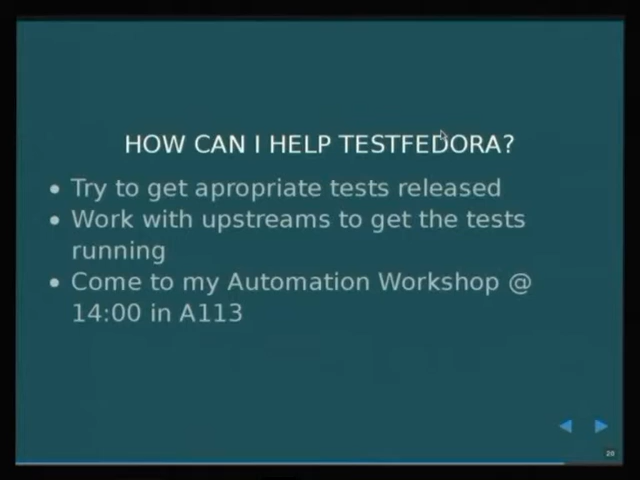 HOW CAN I HELP TESTFEDORA?
• Try to get apropriate tests released
• Work with upstreams to get the tests
running
• Come to my Automation Workshop @
14:00 in A113
20